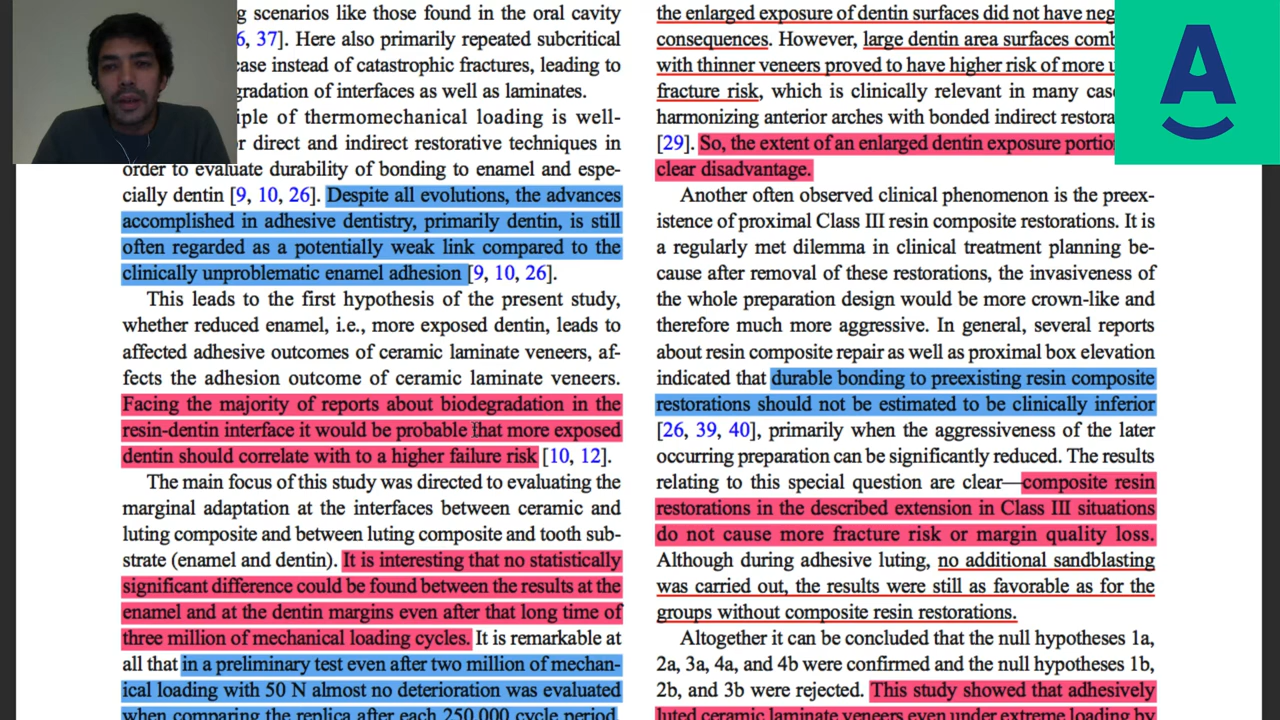 g scenarios like those found in the oral cavity
6, 37]. Here also primarily repeated subcritical
case instead of catastrophic fractures, leading to
gradation of interfaces as well as laminates.
iple of thermomechanical loading is well-
r direct and indirect restorative techniques in
order to evaluate durability of bonding to enamel and espe-
cially dentin [9, 10, 26]. Despite all evolutions, the advances
accomplished in adhesive dentistry, primarily dentin, is still
often regarded as a potentially weak link compared to the
clinically unproblematic enamel adhesion [9, 10, 26].
This leads to the first hypothesis of the present study,
whether reduced enamel, i.e., more exposed dentin, leads to
affected adhesive outcomes of ceramic laminate veneers, af-
fects the adhesion outcome of ceramic laminate veneers.
Facing the majority of reports about biodegradation in the
resin-dentin interface it would be probable that more exposed
dentin should correlate with to a higher failure risk [10, 12].
The main focus of this study was directed to evaluating the
marginal adaptation at the interfaces between ceramic and
luting composite and between luting composite and tooth sub-
strate (enamel and dentin). It is interesting that no statistically
significant difference could be found between the results at the
enamel and at the dentin margins even after that long time of
three million of mechanical loading cycles. It is remarkable at
all that in a preliminary test even after two million of mechan-
ical loading with 50 N almost no deterioration was evaluated
when comparing the replica after each 250,000 cycle period.
the enlarged exposure of dentin surfaces did not have neg
consequences. However, large dentin area surfaces comb
with thinner veneers proved to have higher risk of more u
fracture risk, which is clinically relevant in many case
harmonizing anterior arches with bonded indirect restora
[29]. So, the extent of an enlarged dentin exposure portio
clear disadvantage.
Another often observed clinical phenomenon is the preex-
istence of proximal Class III resin composite restorations. It is
a regularly met dilemma in clinical treatment planning be-
cause after removal of these restorations, the invasiveness of
the whole preparation design would be more crown-like and
therefore much more aggressive. In general, several reports
about resin composite repair as well as proximal box elevation
indicated that durable bonding to preexisting resin composite
restorations should not be estimated to be clinically inferior
[26, 39, 40], primarily when the aggressiveness of the later
occurring preparation can be significantly reduced. The results
relating to this special question are clear—composite resin
restorations in the described extension in Class III situations
do not cause more fracture risk or margin quality loss.
Although during adhesive luting, no additional sandblasting
was carried out, the results were still as favorable as for the
groups without composite resin restorations.
Altogether it can be concluded that the null hypotheses 1a,
2a, 3a, 4a, and 4b were confirmed and the null hypotheses 1b,
2b, and 3b were rejected. This study showed that adhesively
luted ceramic laminate veneers even under extreme loading by
A